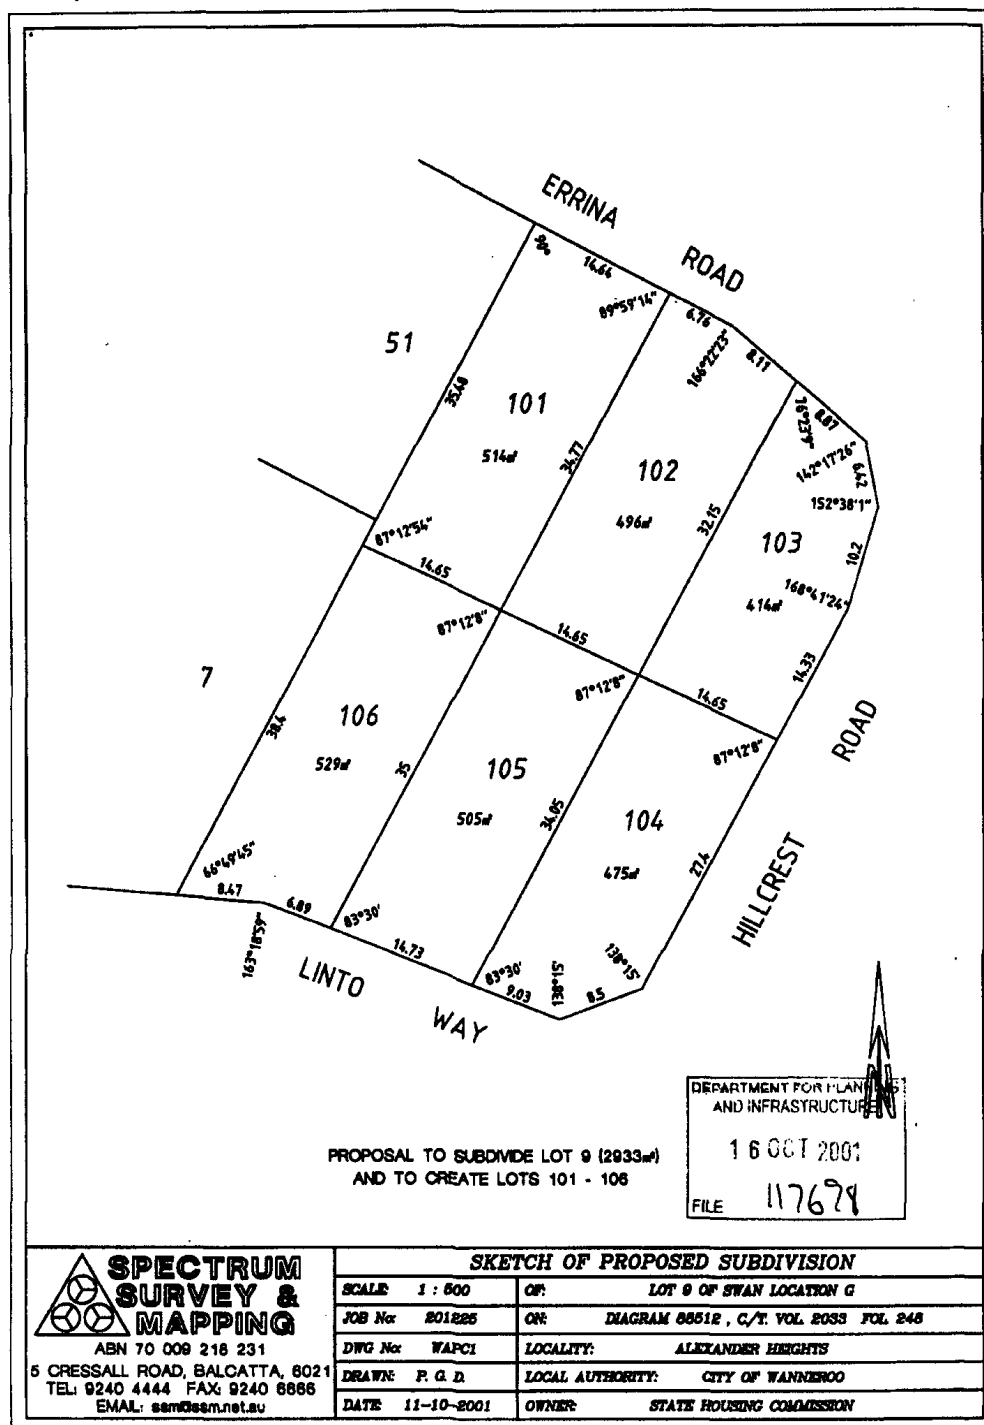 ERRINA ROAD
90°
14.64
89°59'14"
6.76
166°22'23"
8.11
51
35.48
101
514m²
34.77
102
496m²
32.15
8.87
142°17'26"
6.42
152°38'1"
103
10.2
414m²
168°41'24"
14.33
87°12'54"
14.65
87°12'8"
14.65
87°12'8"
14.65
87°12'8"
7
38.4
106
529m²
35
105
505m²
34.05
104
475m²
27.4
HILLCREST ROAD
66°49'45"
8.47
6.89
163°18'59"
83°30'
14.73
83°30'
9.03
138°15'
8.5
138°15'
LINTO WAY
N
DEPARTMENT FOR PLANNING
AND INFRASTRUCTURE
16 OCT 2001
FILE 117679
PROPOSAL TO SUBDIVIDE LOT 9 (2933m²)
AND TO CREATE LOTS 101 - 106
SPECTRUM
SURVEY &
MAPPING
ABN 70 009 216 231
5 CRESSALL ROAD, BALCATTA, 6021
TEL: 9240 4444 FAX: 9240 6666
EMAIL: ssm@ssm.net.au
SKETCH OF PROPOSED SUBDIVISION
SCALE: 1 : 500
OF: LOT 9 OF SWAN LOCATION G
JOB No: 201225
ON: DIAGRAM 88512 , C/T. VOL. 2033 FOL. 248
DWG No: WAPC1
LOCALITY: ALEXANDER HEIGHTS
DRAWN: P. G. D.
LOCAL AUTHORITY: CITY OF WANNEROO
DATE: 11-10-2001
OWNER: STATE HOUSING COMMISSION